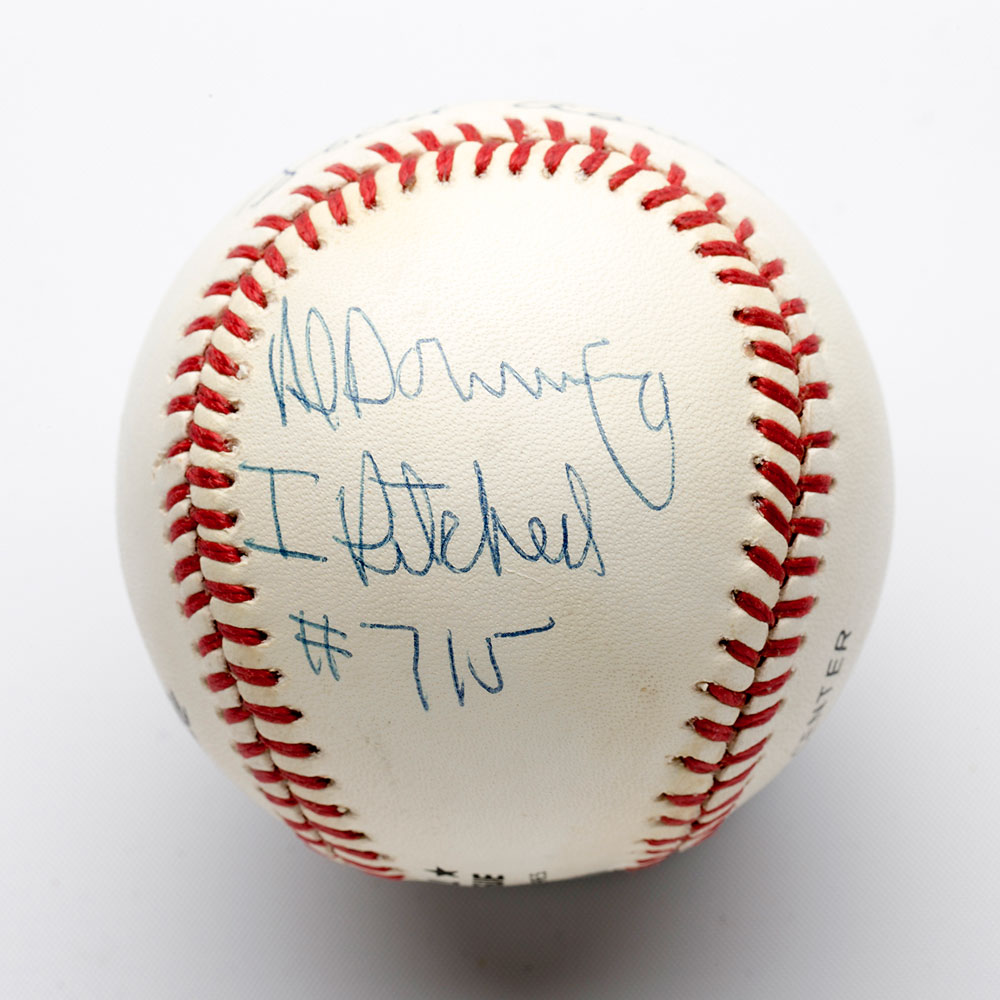 Al Downing
I Pitched
#715